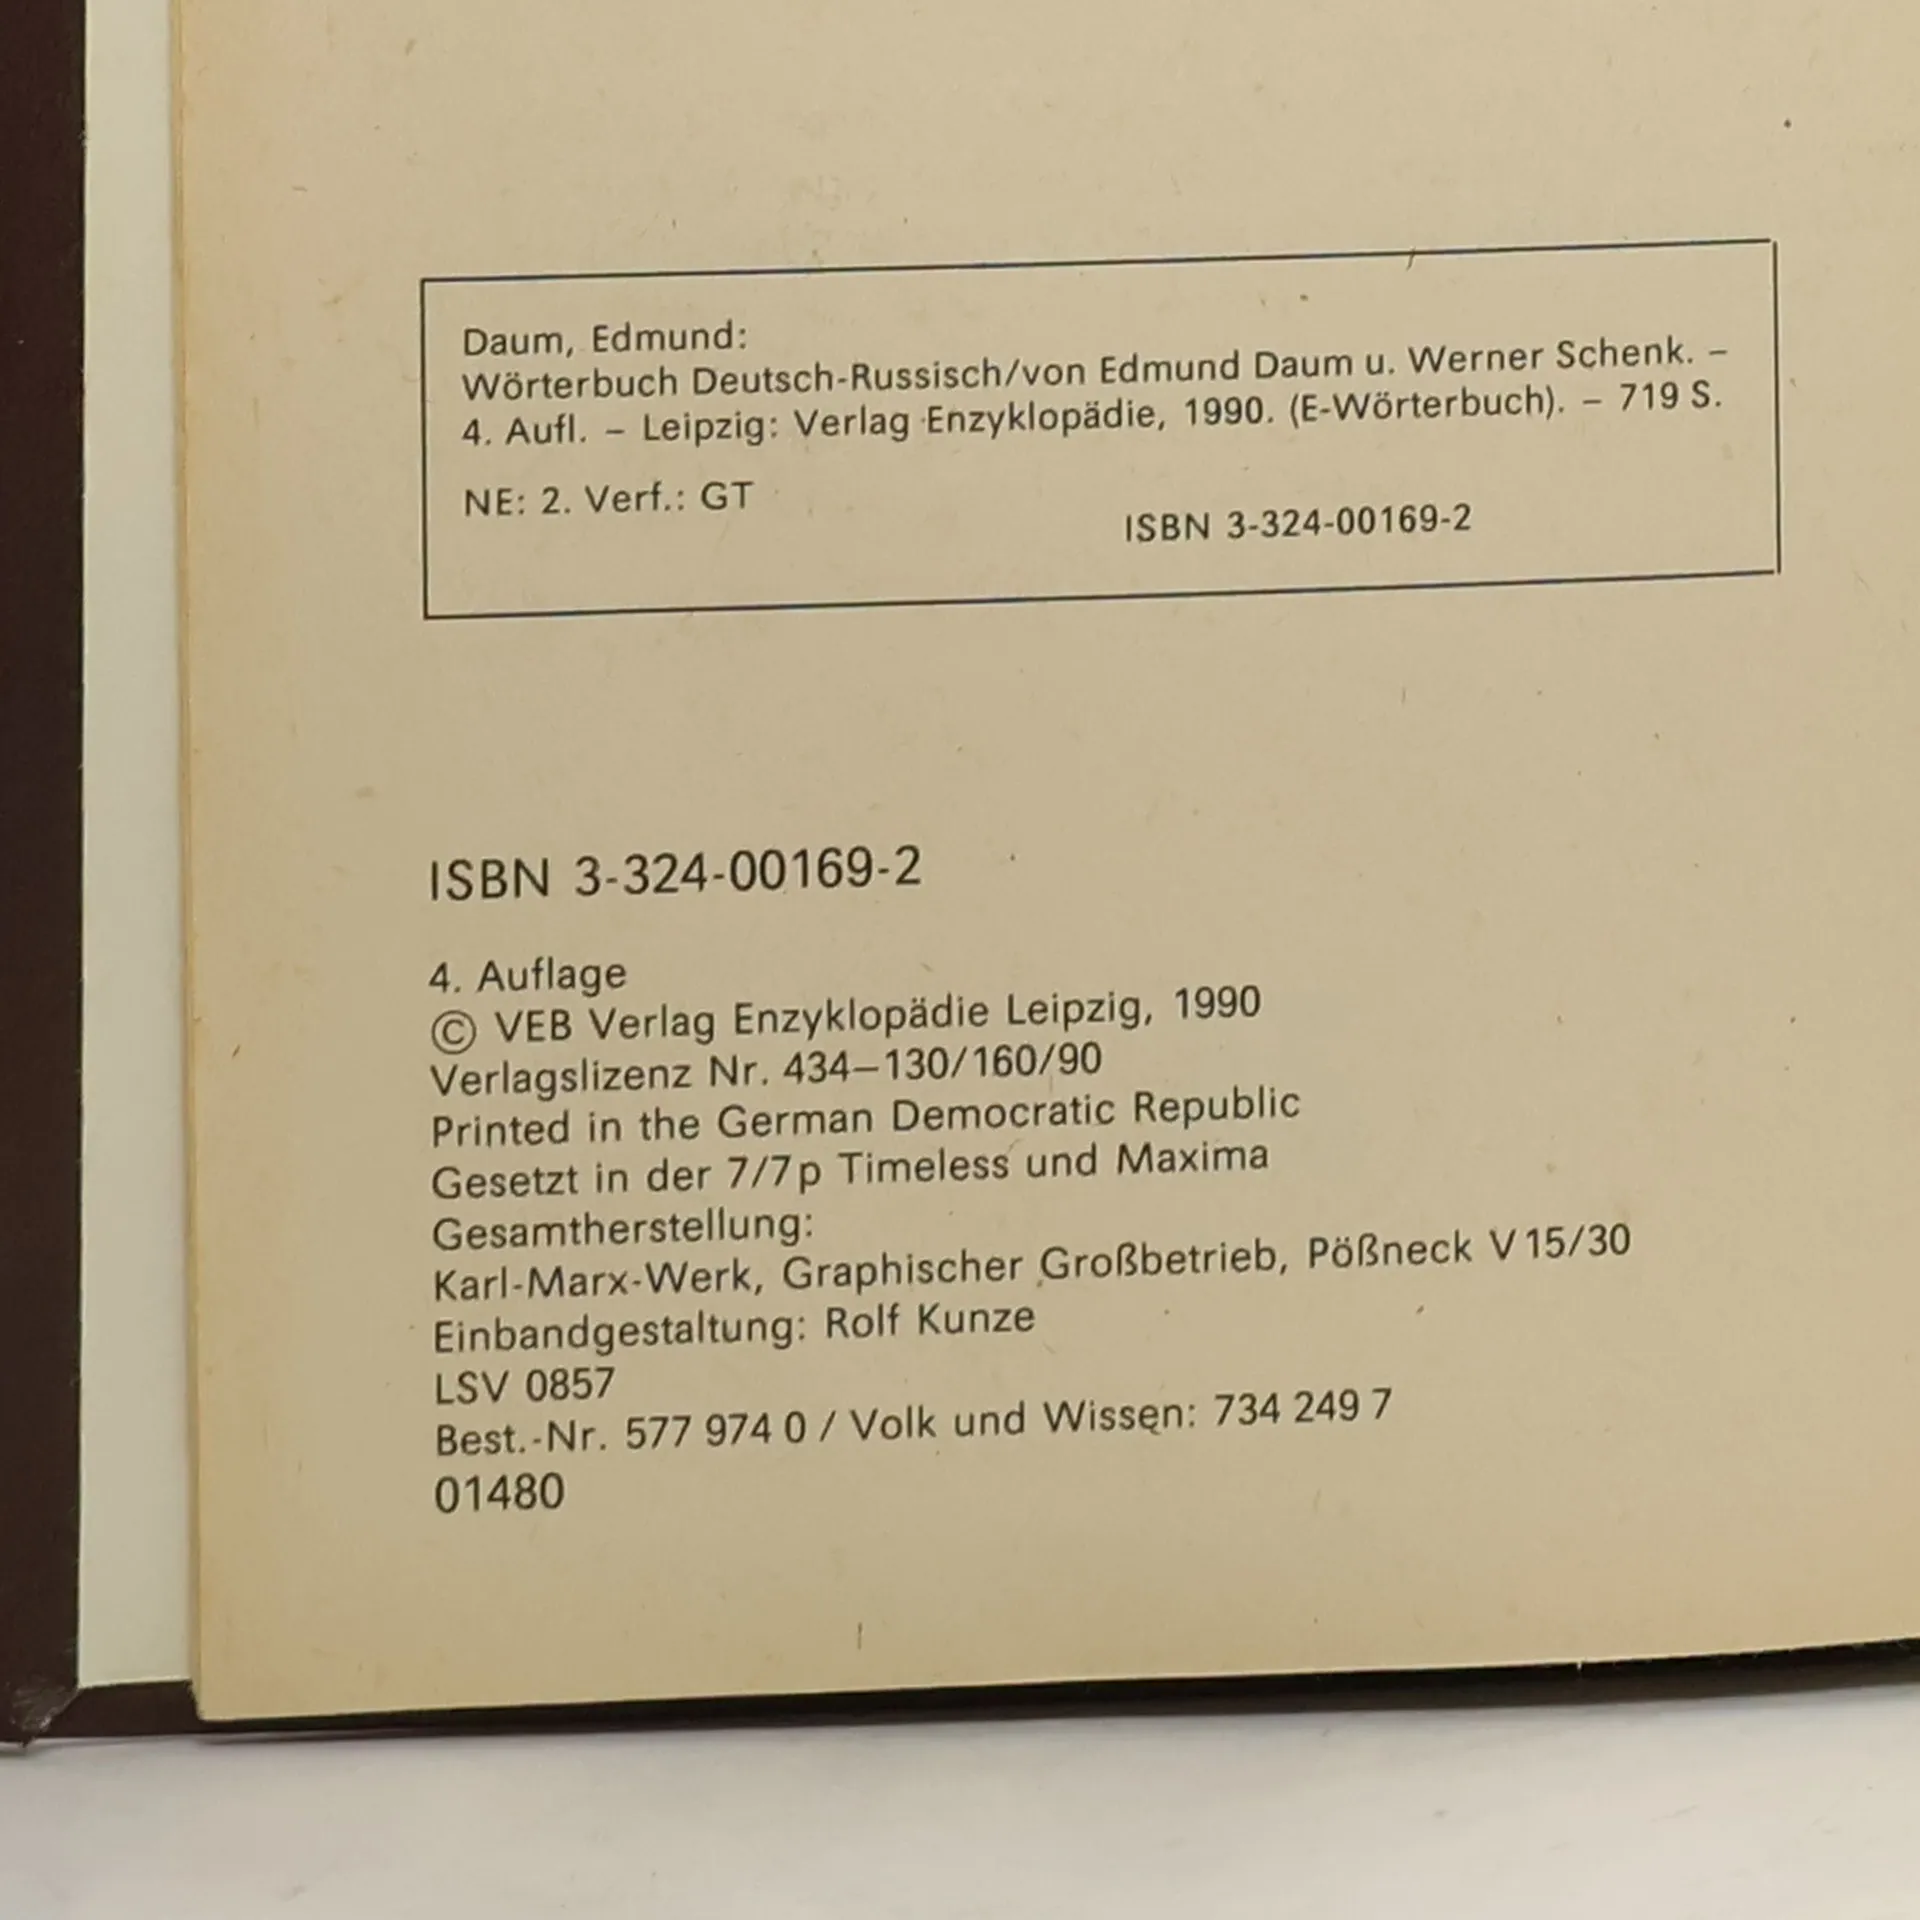 Daum, Edmund:
Wörterbuch Deutsch-Russisch/von Edmund Daum u. Werner Schenk. –
4. Aufl. – Leipzig: Verlag Enzyklopädie, 1990. (E-Wörterbuch). – 719 S.
NE: 2. Verf.: GT
ISBN 3-324-00169-2
ISBN 3-324-00169-2
4. Auflage
© VEB Verlag Enzyklopädie Leipzig, 1990
Verlagslizenz Nr. 434–130/160/90
Printed in the German Democratic Republic
Gesetzt in der 7/7p Timeless und Maxima
Gesamtherstellung:
Karl-Marx-Werk, Graphischer Großbetrieb, Pößneck V 15/30
Einbandgestaltung: Rolf Kunze
LSV 0857
Best.-Nr. 577 974 0 / Volk und Wissen: 734 249 7
01480